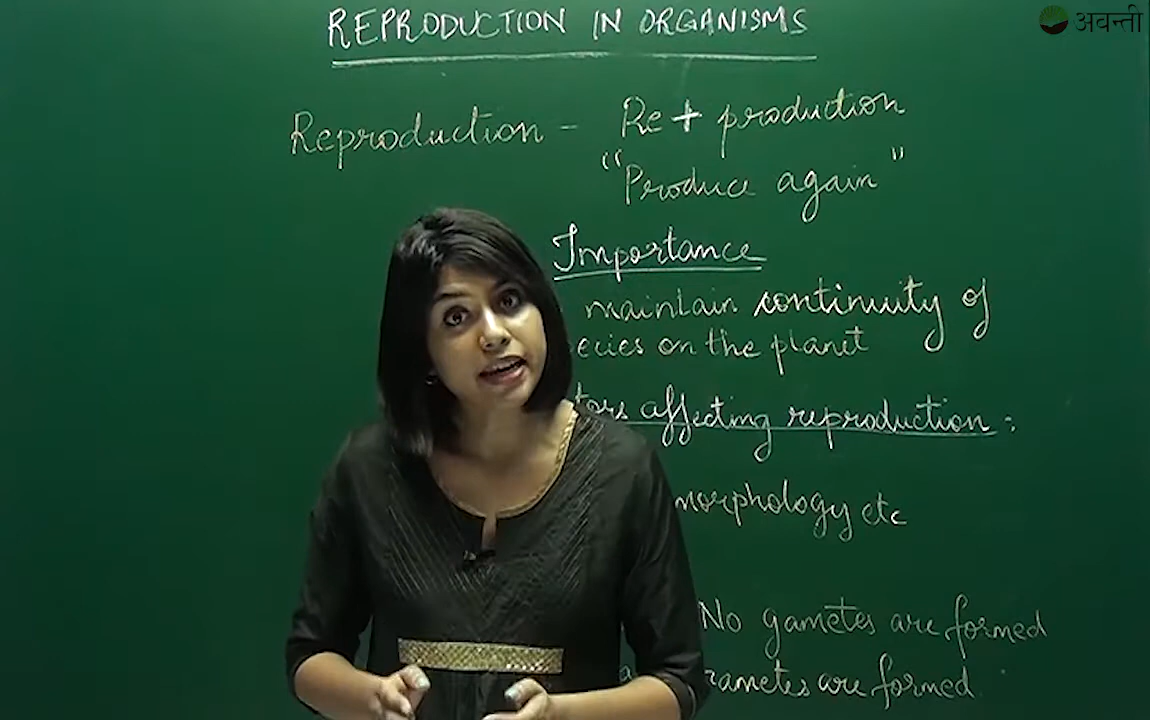 REPRODUCTION IN ORGANISMS
अवन्ती
Reproduction - Re + production
"Produce again"
Importance
maintain continuity of
ecies on the planet
tors affecting reproduction :
morphology etc
No gametes are formed
ametes are formed